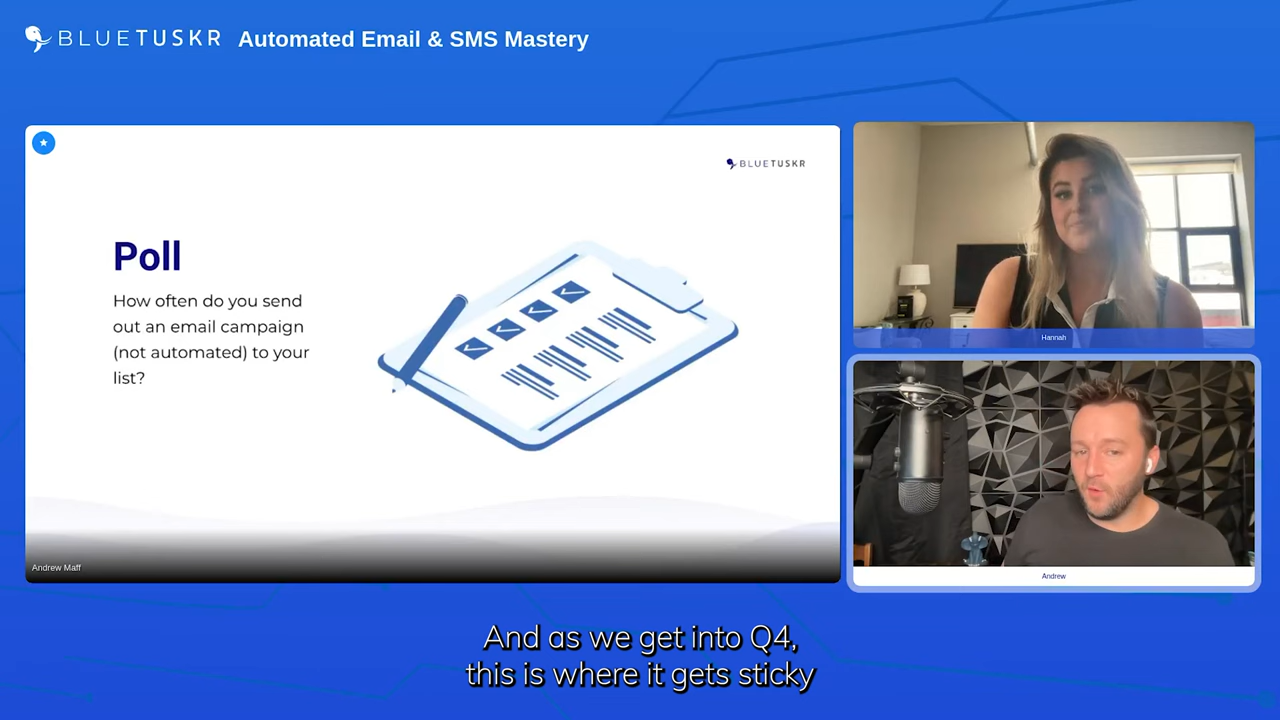 BLUETUSKR Automated Email & SMS Mastery
BLUETUSKR
Poll
How often do you send
out an email campaign
(not automated) to your
list?
Andrew Maff
Hannah
Andrew
And as we get into Q4,
this is where it gets sticky